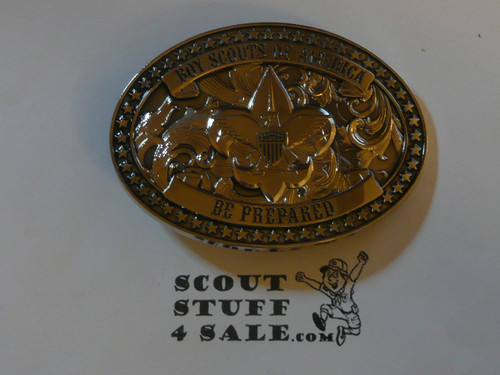 BOY SCOUTS OF AMERICA
BE PREPARED
SCOUT
STUFF
4 SALE.COM